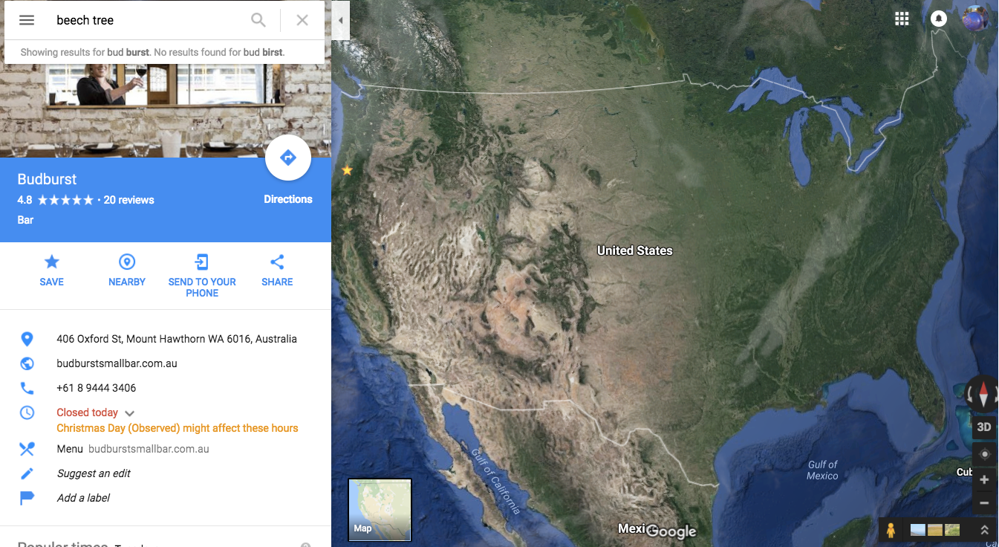 beech tree
Showing results for bud burst. No results found for bud birst.
Budburst
4.8 ★★★★★ · 20 reviews
Directions
Bar
SAVE
NEARBY
SEND TO YOUR
PHONE
SHARE
406 Oxford St, Mount Hawthorn WA 6016, Australia
budburstsmallbar.com.au
+61 8 9444 3406
Closed today
Christmas Day (Observed) might affect these hours
Menu budburstsmallbar.com.au
Suggest an edit
Add a label
Popular times
United States
Gulf of California
Gulf of
Mexico
Map
Google
3D